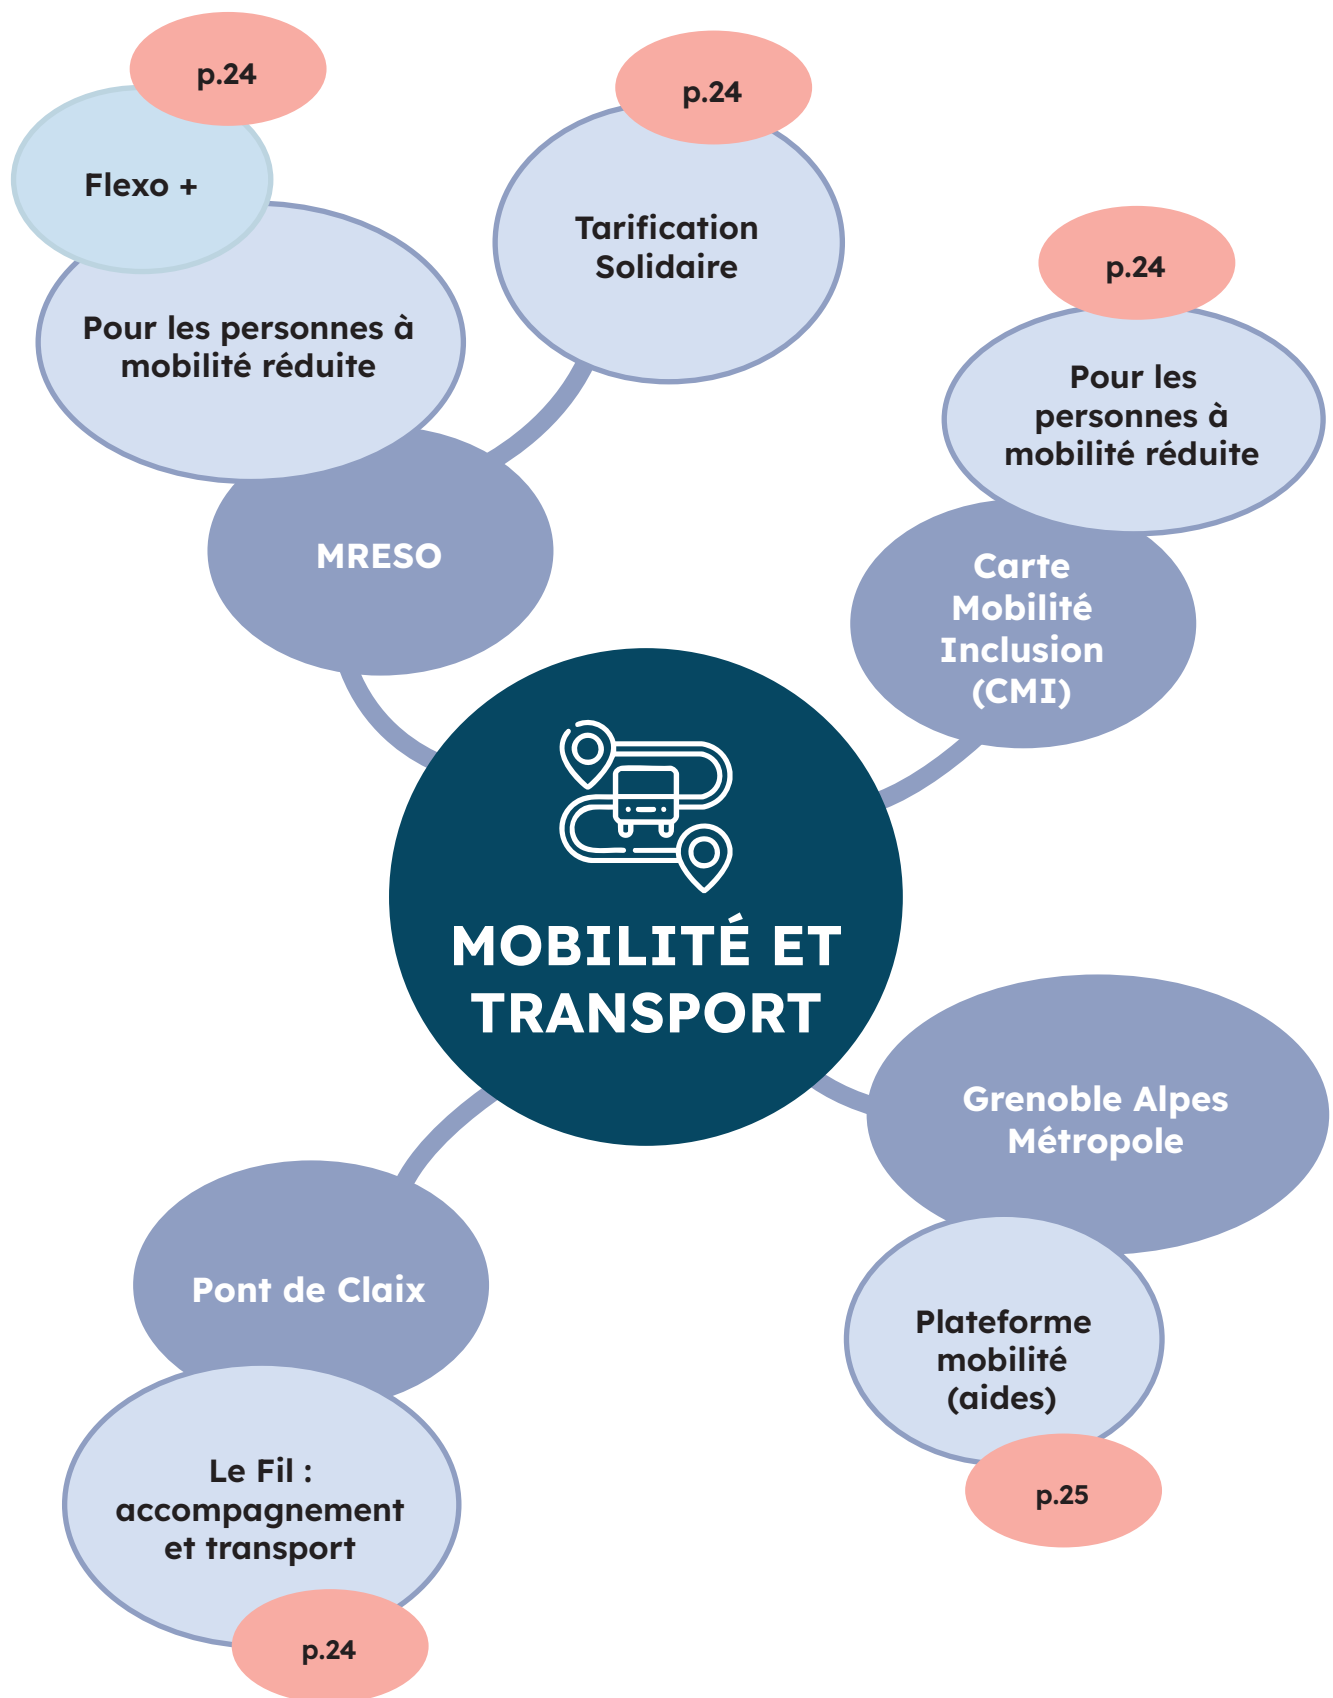 p.24
Flexo +
Pour les personnes à
mobilité réduite
p.24
Tarification
Solidaire
MRESO
p.24
Pour les
personnes à
mobilité réduite
Carte
Mobilité
Inclusion
(CMI)
MOBILITÉ ET
TRANSPORT
Grenoble Alpes
Métropole
Plateforme
mobilité
(aides)
p.25
Pont de Claix
Le Fil :
accompagnement
et transport
p.24